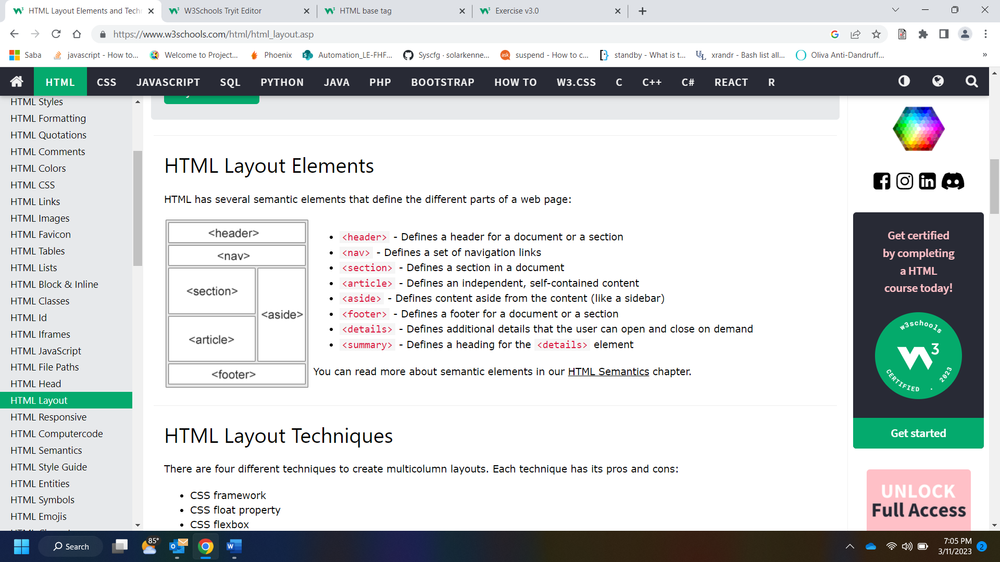 HTML Layout Elements and Tech
W3Schools Tryit Editor
HTML base tag
Exercise v3.0
https://www.w3schools.com/html/html_layout.asp
Saba
javascript - How to...
Welcome to Project...
Phoenix
Automation_LE-FHF...
Syscfg · solarkenne...
suspend - How to c...
standby - What is t...
xrandr - Bash list all...
Oliva Anti-Dandruff...
»
HTML
CSS
JAVASCRIPT
SQL
PYTHON
JAVA
PHP
BOOTSTRAP
HOW TO
W3.CSS
C
C++
C#
REACT
R
HTML Styles
HTML Formatting
HTML Quotations
HTML Comments
HTML Colors
HTML CSS
HTML Links
HTML Images
HTML Favicon
HTML Tables
HTML Lists
HTML Block & Inline
HTML Classes
HTML Id
HTML Iframes
HTML JavaScript
HTML File Paths
HTML Head
HTML Layout
HTML Responsive
HTML Computercode
HTML Semantics
HTML Style Guide
HTML Entities
HTML Symbols
HTML Emojis
HTML Layout Elements
HTML has several semantic elements that define the different parts of a web page:
<header>
<nav>
<section>
<aside>
<article>
<footer>
• <header> - Defines a header for a document or a section
• <nav> - Defines a set of navigation links
• <section> - Defines a section in a document
• <article> - Defines an independent, self-contained content
• <aside> - Defines content aside from the content (like a sidebar)
• <footer> - Defines a footer for a document or a section
• <details> - Defines additional details that the user can open and close on demand
• <summary> - Defines a heading for the <details> element
You can read more about semantic elements in our HTML Semantics chapter.
HTML Layout Techniques
There are four different techniques to create multicolumn layouts. Each technique has its pros and cons:
• CSS framework
• CSS float property
• CSS flexbox
Get certified
by completing
a HTML
course today!
w3schools
W3
CERTIFIED . 2023
Get started
UNLOCK
Full Access
Search
85°
7:05 PM
3/11/2023
2